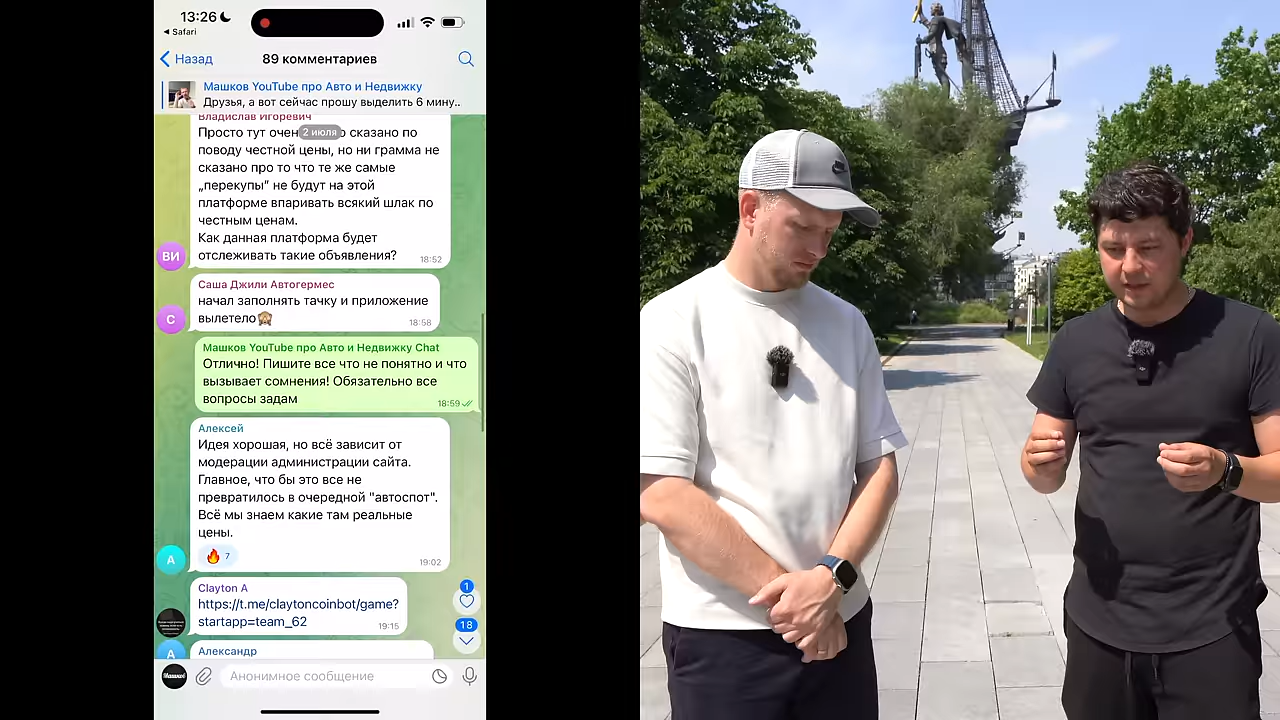 13:26
Safari
Назад
89 комментариев
Машков YouTube про Авто и Недвижку
Друзья, а вот сейчас прошу выделить 6 мину..
Владислав Игоревич
2 июля
Просто тут очен о сказано по
поводу честной цены, но ни грамма не
сказано про то что те же самые
„перекупы" не будут на этой
платформе впаривать всякий шлак по
честным ценам.
Как данная платформа будет
отслеживать такие объявления?
18:52
ВИ
Саша Джили Автогермес
начал заполнять тачку и приложение
вылетело🙊
18:58
С
Машков YouTube про Авто и Недвижку Chat
Отлично! Пишите все что не понятно и что
вызывает сомнения! Обязательно все
вопросы задам
18:59
Алексей
Идея хорошая, но всё зависит от
модерации администрации сайта.
Главное, что бы это все не
превратилось в очередной "автоспот".
Всё мы знаем какие там реальные
цены.
🔥 7
19:02
А
Clayton A
https://t.me/claytoncoinbot/game?
startapp=team_62
19:15
1
18
Александр
А
Машков
Анонимное сообщение